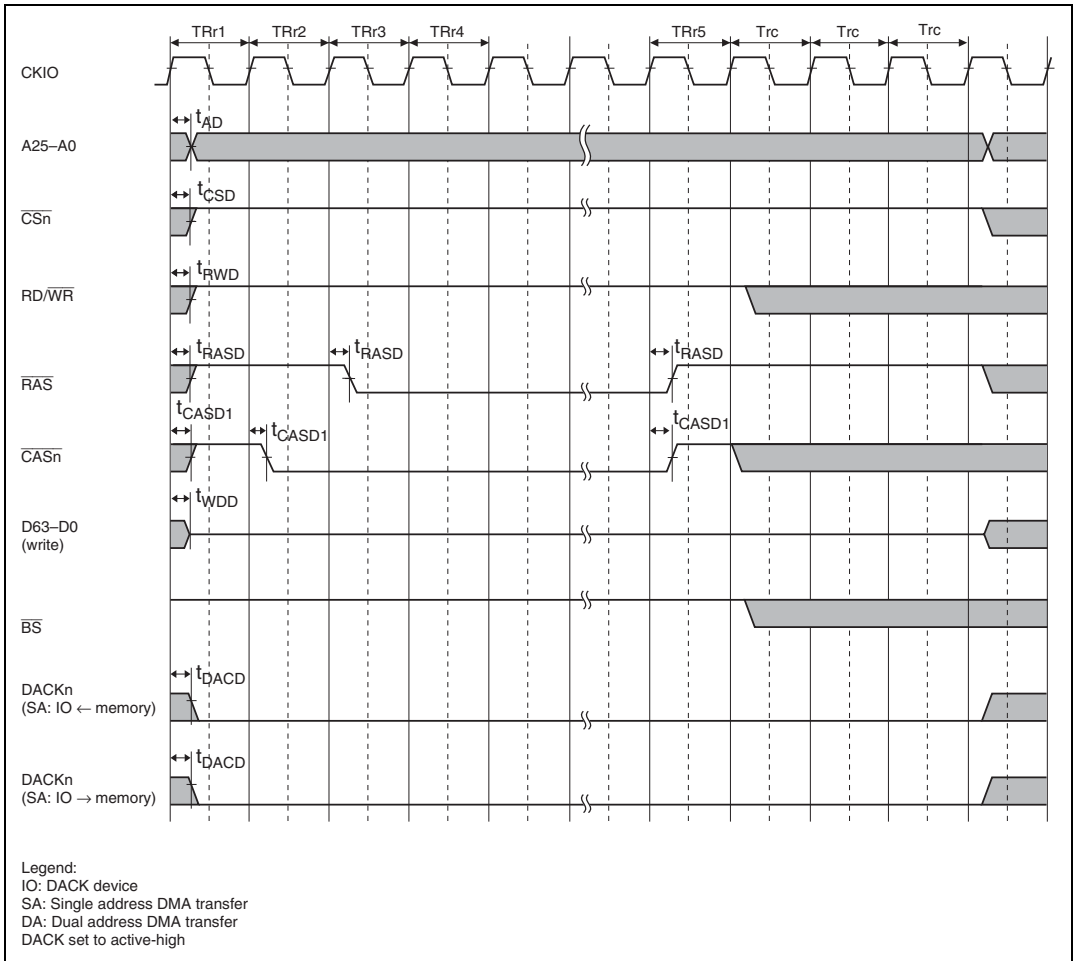 TRr1 TRr2 TRr3 TRr4 TRr5 Trc Trc Trc
CKIO
tAD
A25–A0
tCSD
CSn
tRWD
RD/WR
tRASD tRASD tRASD
RAS
tCASD1 tCASD1 tCASD1
CASn
tWDD
D63–D0
(write)
BS
tDACD
DACKn
(SA: IO ← memory)
tDACD
DACKn
(SA: IO → memory)
Legend:
IO: DACK device
SA: Single address DMA transfer
DA: Dual address DMA transfer
DACK set to active-high